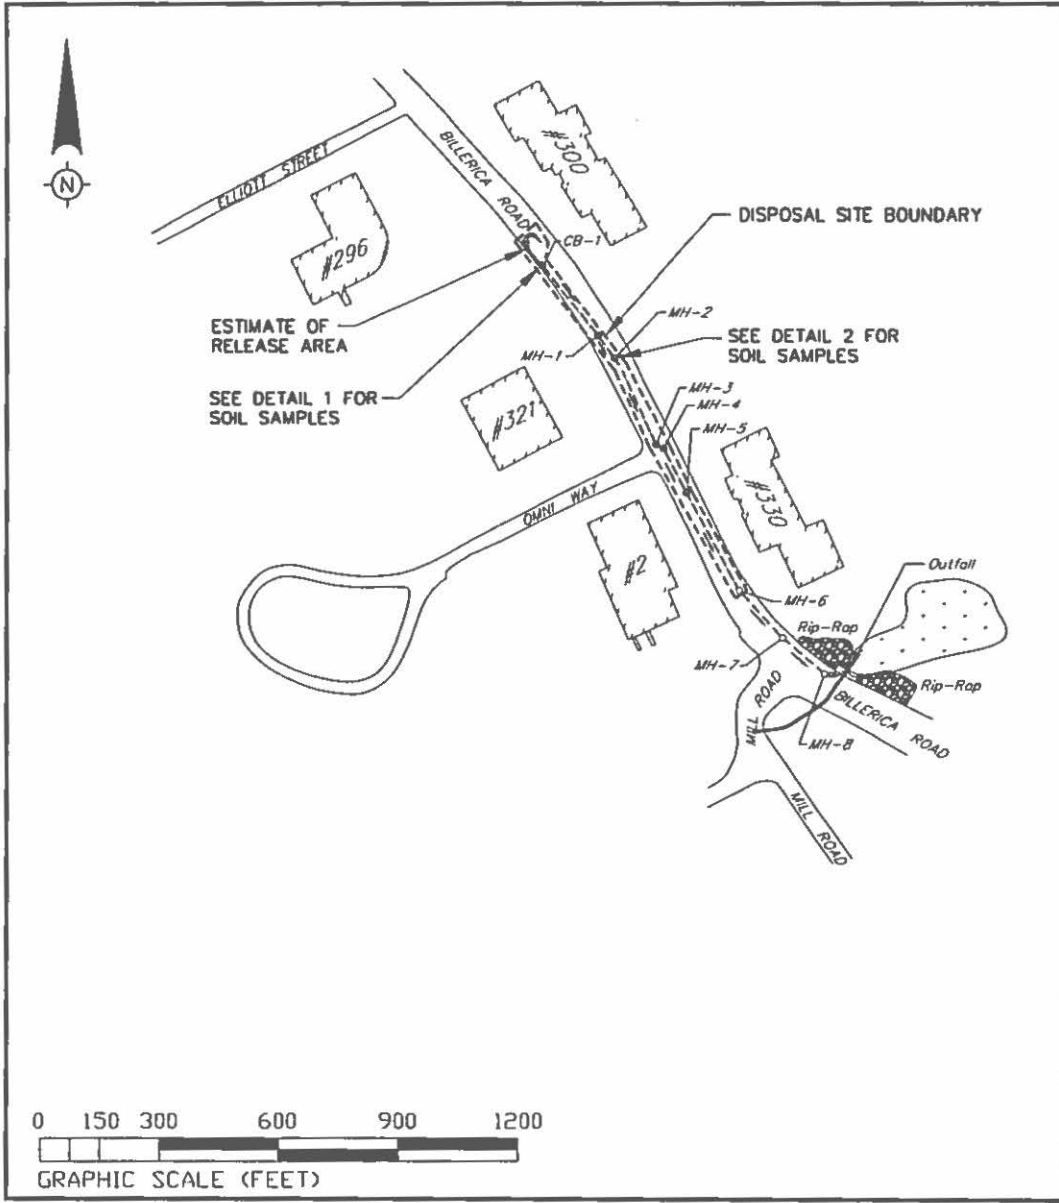 N
ELLIOTT STREET
BILLERICA ROAD
#300
#296
CB-1
DISPOSAL SITE BOUNDARY
ESTIMATE OF
RELEASE AREA
MH-1
MH-2
SEE DETAIL 2 FOR
SOIL SAMPLES
SEE DETAIL 1 FOR
SOIL SAMPLES
#321
MH-3
MH-4
MH-5
#330
OMNI WAY
#2
Outfall
MH-6
Rip-Rap
MH-7
Rip-Rap
MILL ROAD
BILLERICA ROAD
MH-8
MILL ROAD
0 150 300 600 900 1200
GRAPHIC SCALE (FEET)